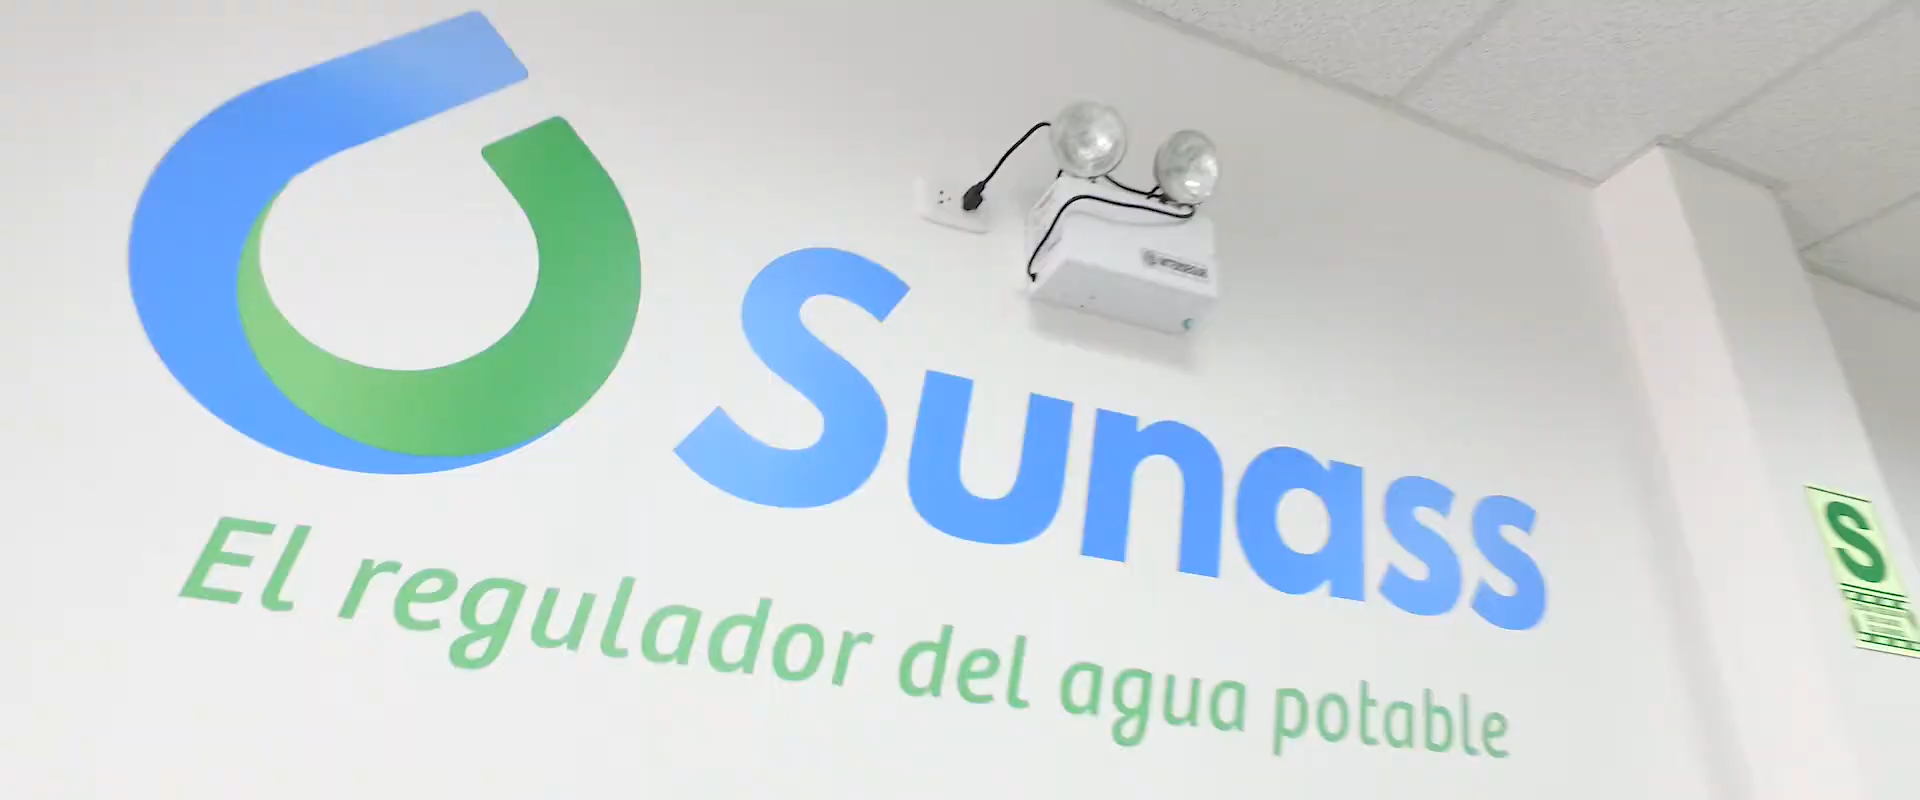 Sunass
El regulador del agua potable
S